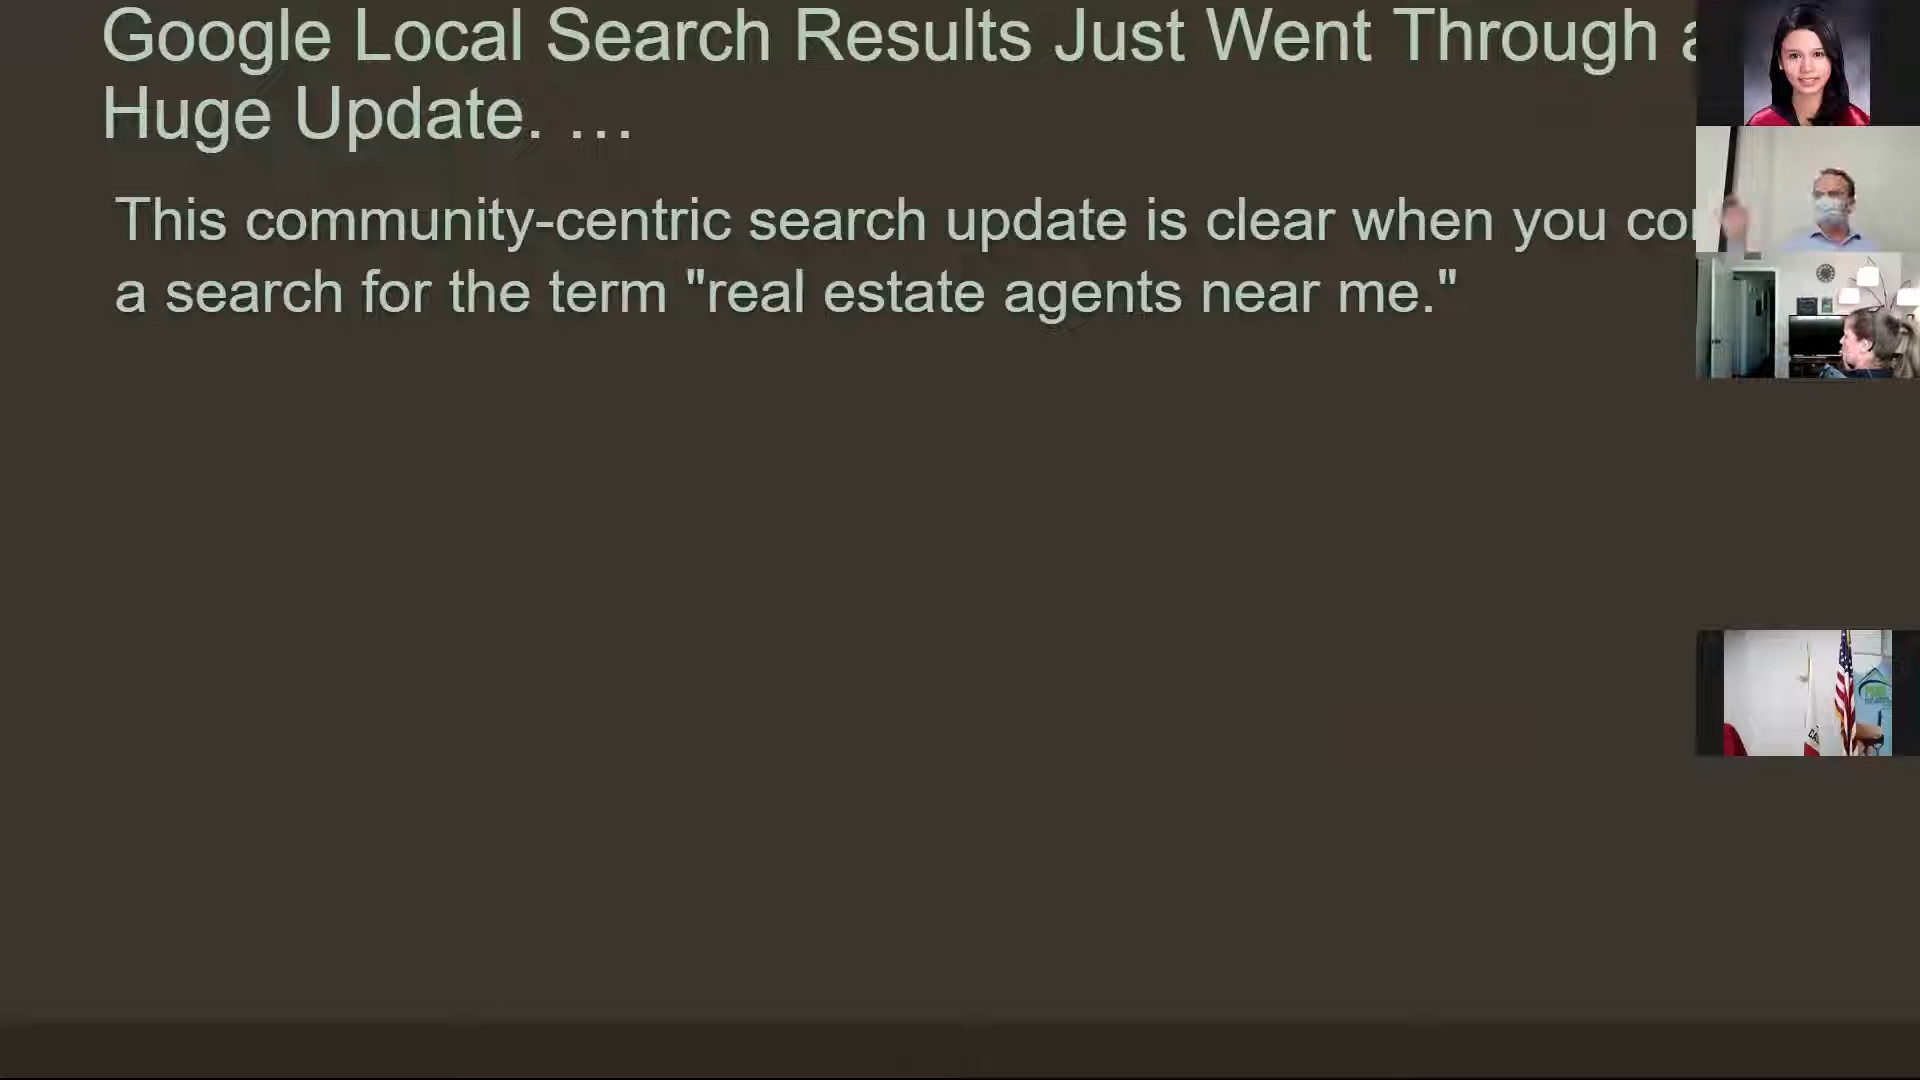 Google Local Search Results Just Went Through a
Huge Update. …
This community-centric search update is clear when you
a search for the term "real estate agents near me."